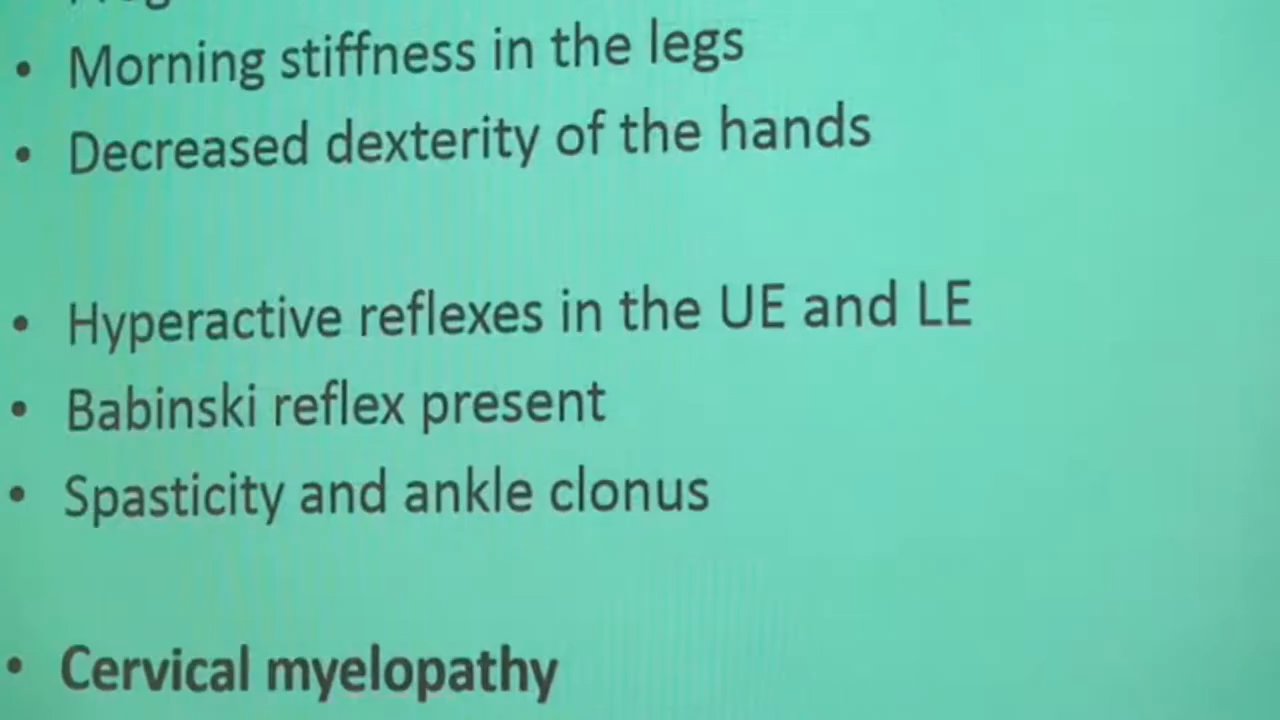 • Morning stiffness in the legs
• Decreased dexterity of the hands
• Hyperactive reflexes in the UE and LE
• Babinski reflex present
• Spasticity and ankle clonus
• Cervical myelopathy